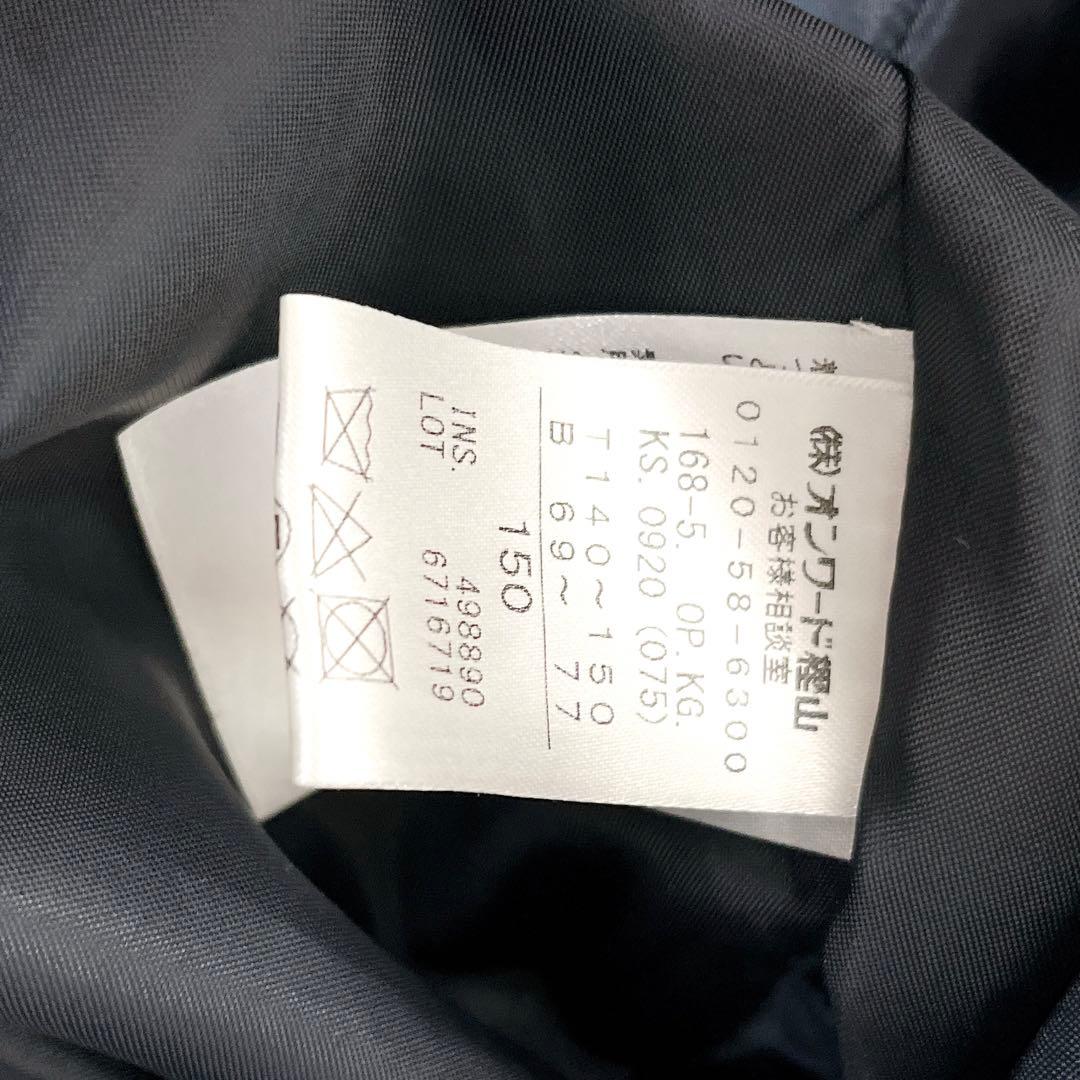 ㈱オンワード樫山
お客様相談室
0120-58-6300
168-5. OP. KG.
KS. 0920 (075)
T 140~150
B 69~ 77
150
INS. 498890
LOT 6716719